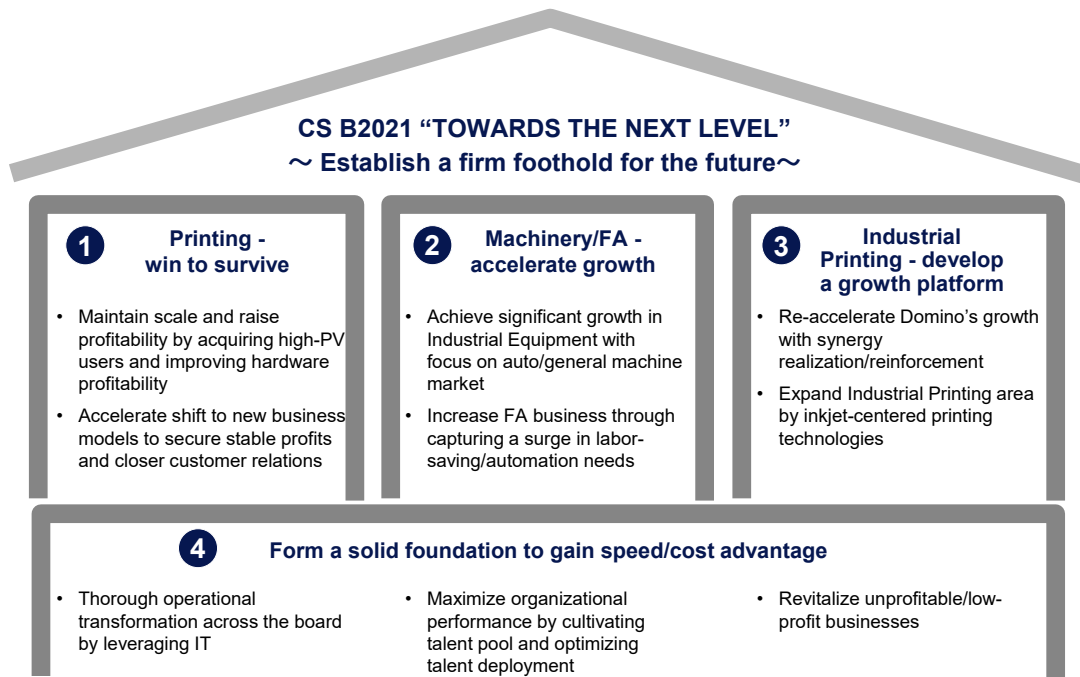 CS B2021 “TOWARDS THE NEXT LEVEL”
～ Establish a firm foothold for the future～
1
Printing -
win to survive
• Maintain scale and raise
profitability by acquiring high-PV
users and improving hardware
profitability
• Accelerate shift to new business
models to secure stable profits
and closer customer relations
2
Machinery/FA -
accelerate growth
• Achieve significant growth in
Industrial Equipment with
focus on auto/general machine
market
• Increase FA business through
capturing a surge in labor-
saving/automation needs
3
Industrial
Printing - develop
a growth platform
• Re-accelerate Domino’s growth
with synergy
realization/reinforcement
• Expand Industrial Printing area
by inkjet-centered printing
technologies
4
Form a solid foundation to gain speed/cost advantage
• Thorough operational
transformation across the board
by leveraging IT
• Maximize organizational
performance by cultivating
talent pool and optimizing
talent deployment
• Revitalize unprofitable/low-
profit businesses